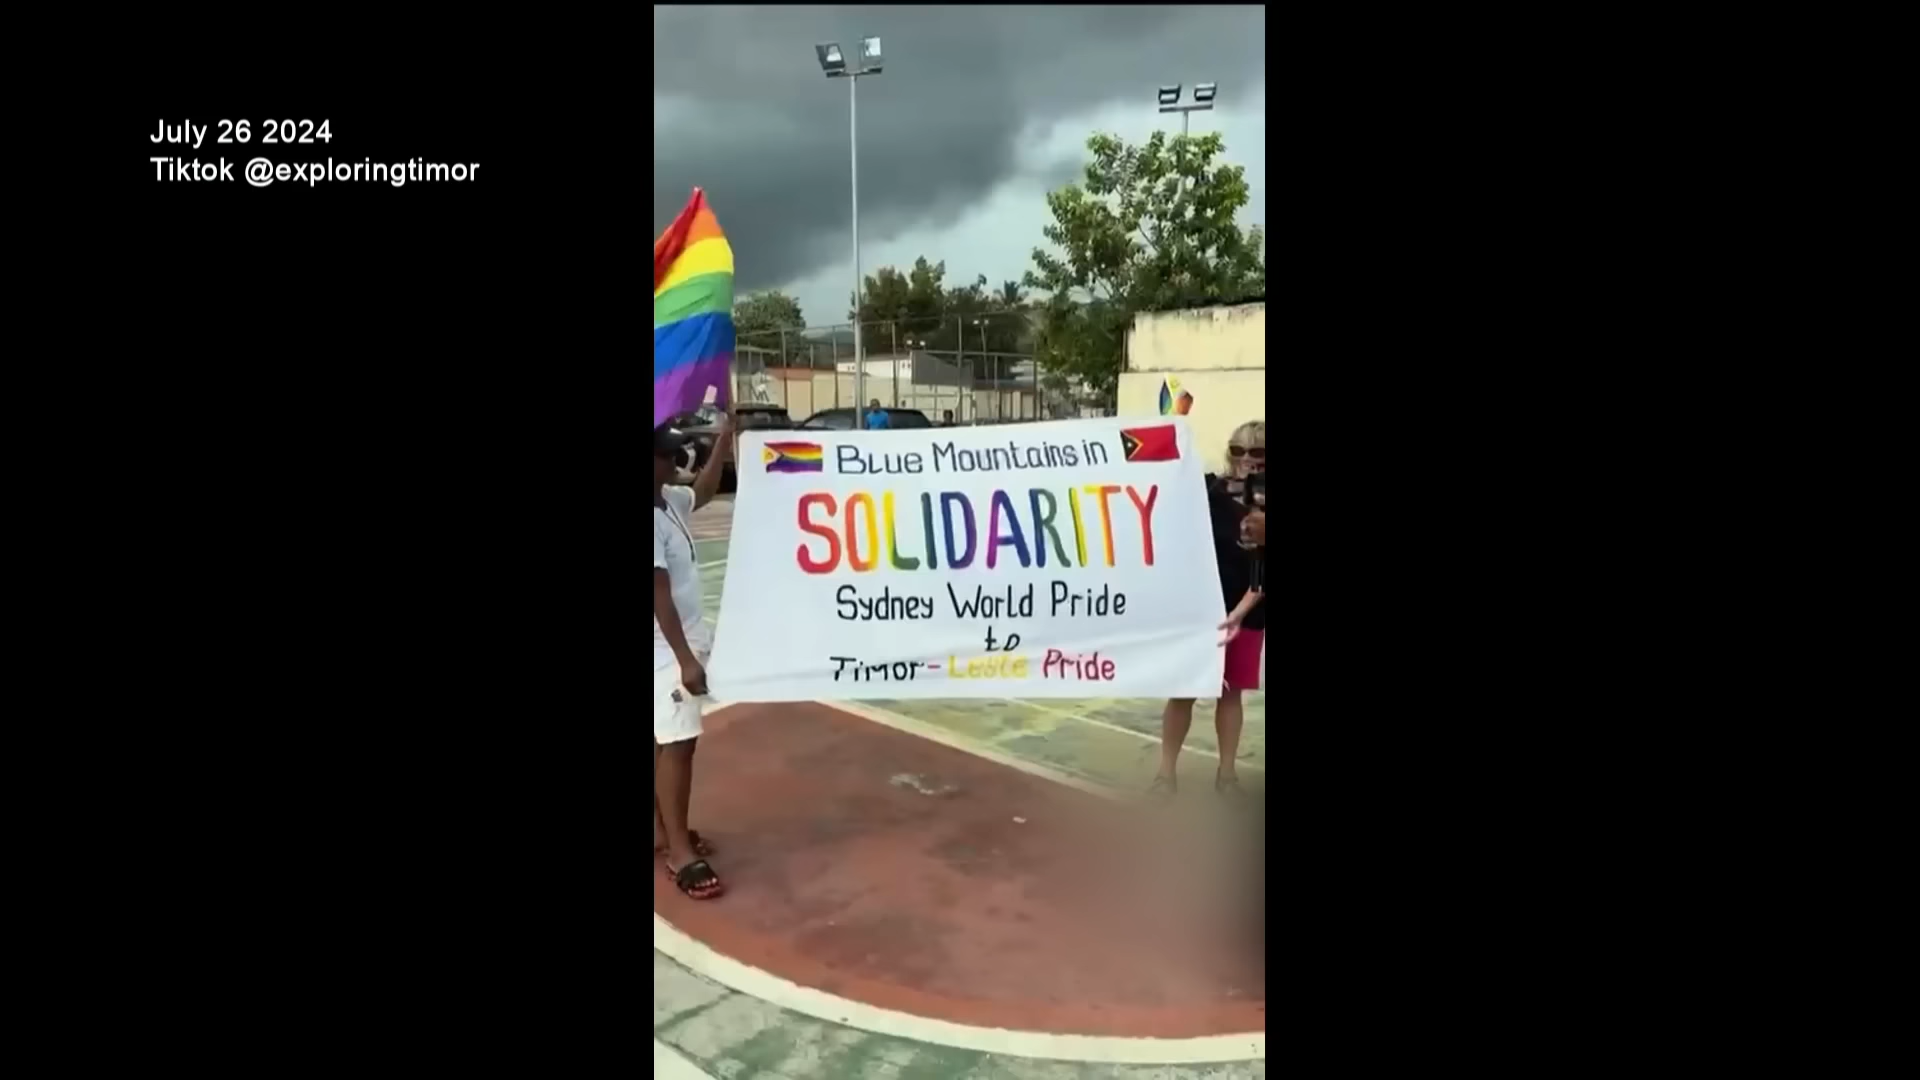 July 26 2024
Tiktok @exploringtimor
Blue Mountains in
SOLIDARITY
Sydney World Pride
to
Timor-Leste Pride